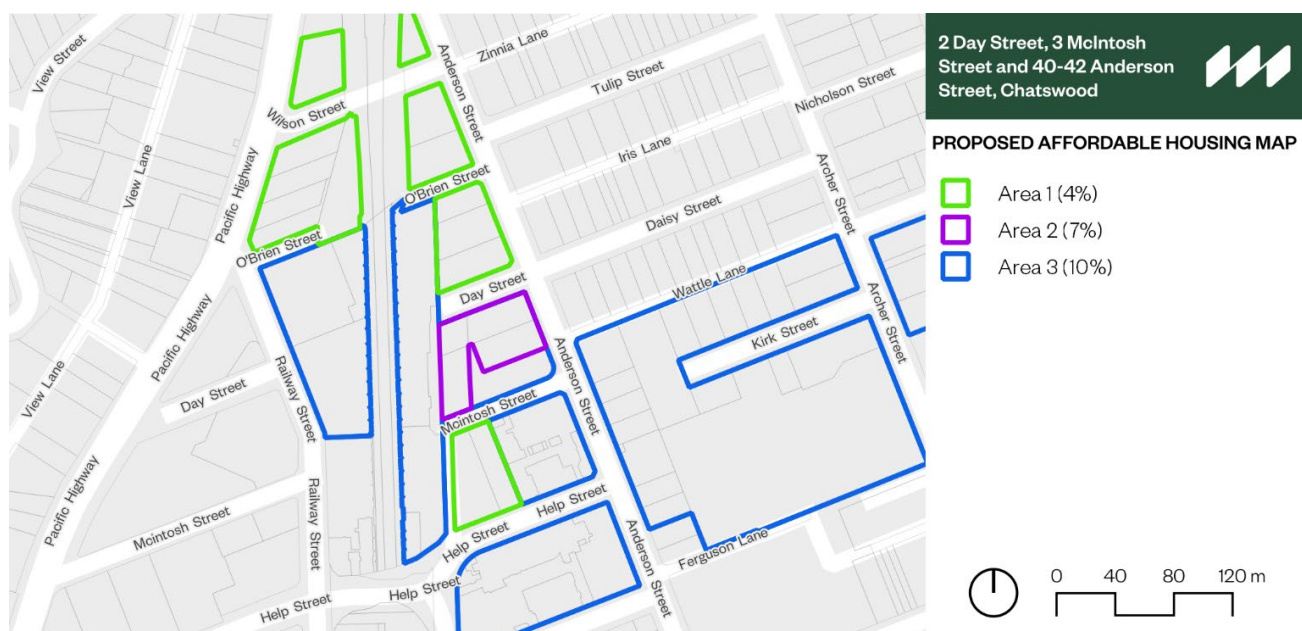 2 Day Street, 3 McIntosh
Street and 40-42 Anderson
Street, Chatswood
PROPOSED AFFORDABLE HOUSING MAP
Area 1 (4%)
Area 2 (7%)
Area 3 (10%)
0 40 80 120 m
View Street
Zinnia Lane
Anderson Street
Tulip Street
Nicholson Street
Wilson Street
View Lane
Pacific Highway
Iris Lane
O'Brien Street
Aroher Street
Daisy Street
O'Brien Street
Day Street
Wattle Lane
Pacific Highway
Aroher Street
Kirk Street
Railway Street
Anderson Street
View Lane
Day Street
Mcintosh Street
Pacific Highway
Railway Street
Mcintosh Street
Help Street
Help Street
Anderson Street
Ferguson Lane
Help Street
Help Street